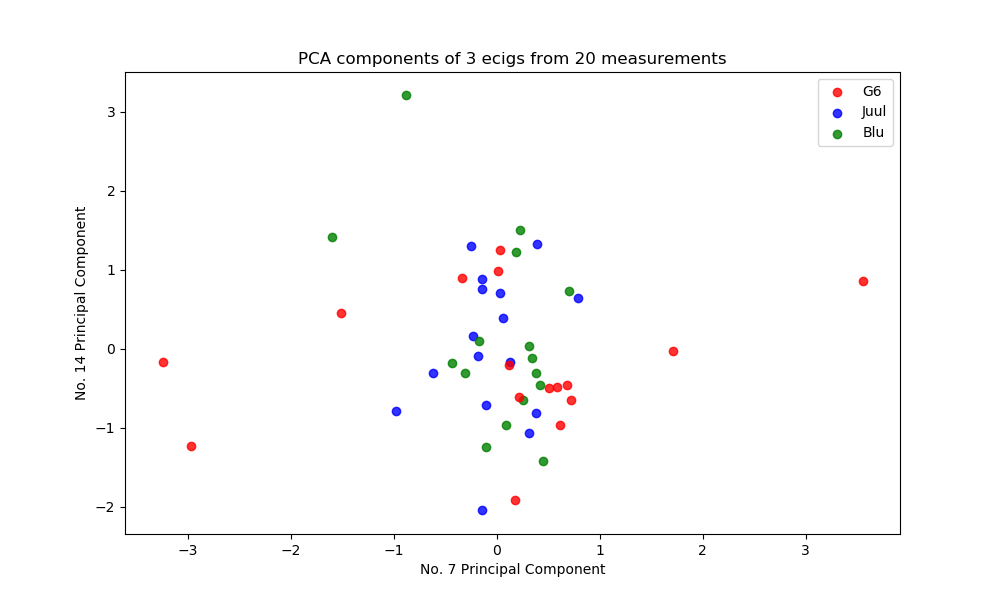 PCA components of 3 ecigs from 20 measurements
G6
Juul
Blu
No. 14 Principal Component
3
2
1
0
−1
−2
−3
−2
−1
0
1
2
3
No. 7 Principal Component